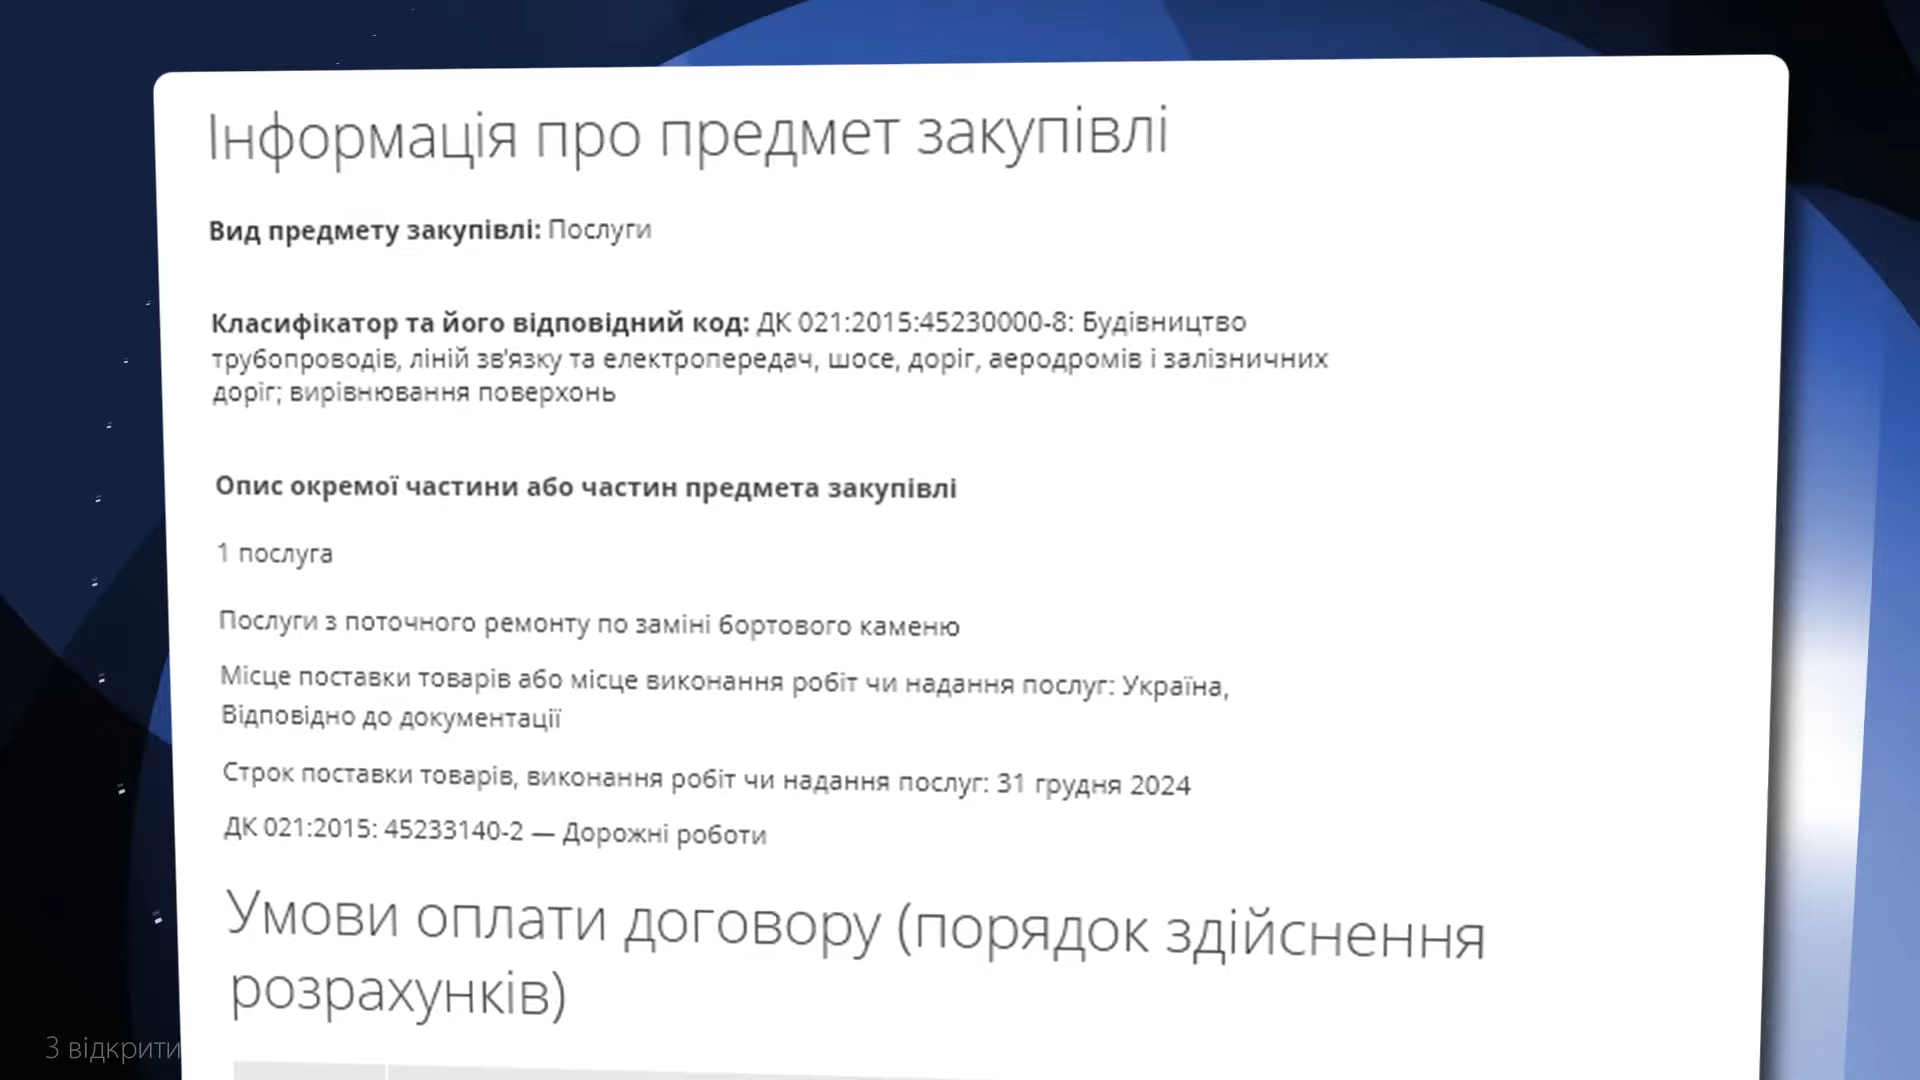 Інформація про предмет закупівлі
Вид предмету закупівлі: Послуги
Класифікатор та його відповідний код: ДК 021:2015:45230000-8: Будівництво
трубопроводів, ліній зв'язку та електропередач, шосе, доріг, аеродромів і залізничних
доріг; вирівнювання поверхонь
Опис окремої частини або частин предмета закупівлі
1 послуга
Послуги з поточного ремонту по заміні бортового каменю
Місце поставки товарів або місце виконання робіт чи надання послуг: Україна,
Відповідно до документації
Строк поставки товарів, виконання робіт чи надання послуг: 31 грудня 2024
ДК 021:2015: 45233140-2 — Дорожні роботи
Умови оплати договору (порядок здійснення
розрахунків)
З відкрити